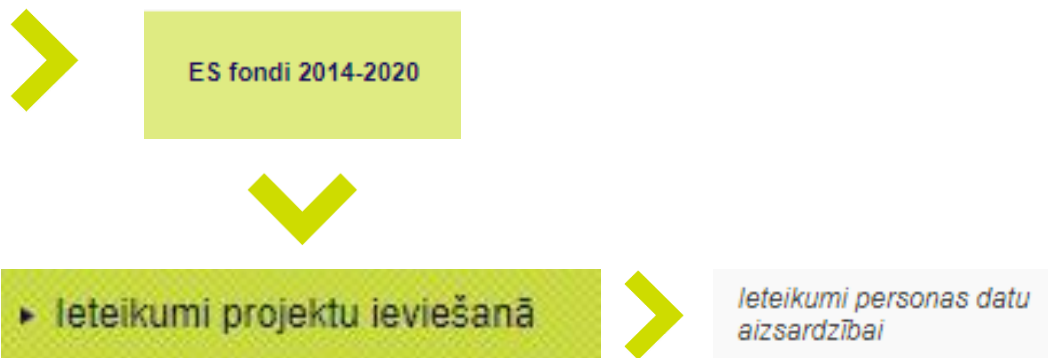 ES fondi 2014-2020
Ieteikumi projektu ieviešanā
Ieteikumi personas datu
aizsardzībai